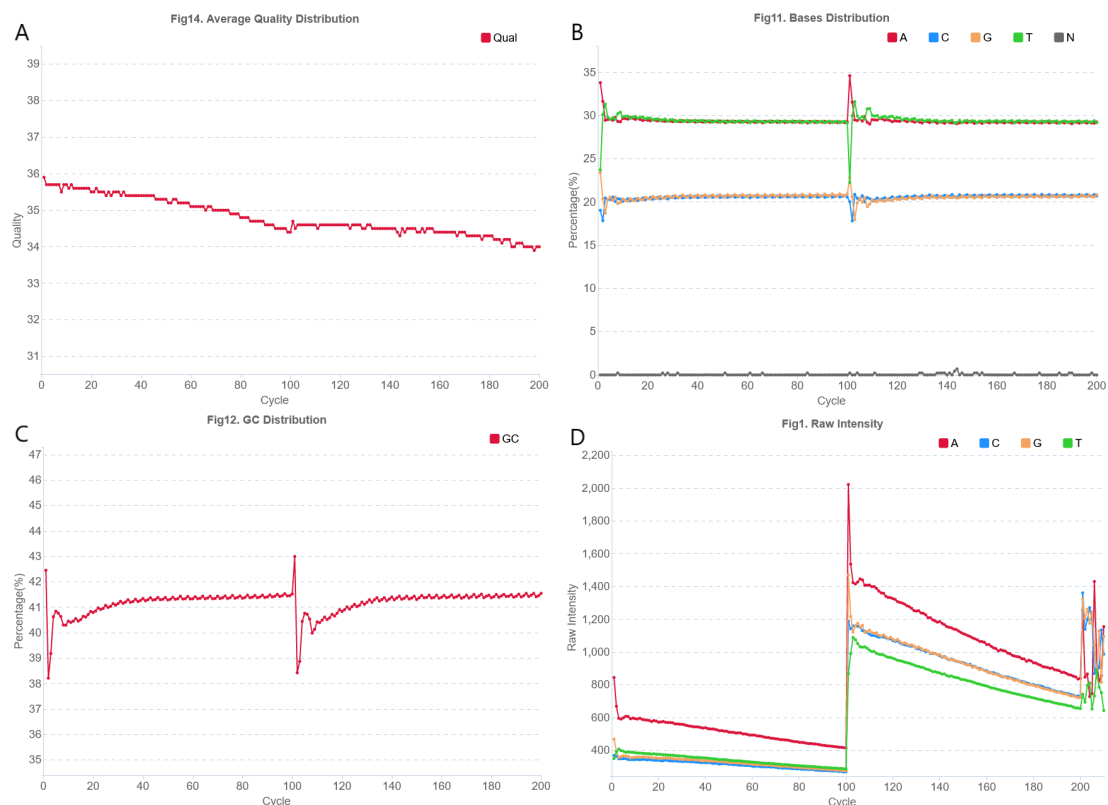 A
Fig14. Average Quality Distribution
Qual
39
38
37
36
35
34
33
32
31
Quality
0 20 40 60 80 100 120 140 160 180 200
Cycle
B
Fig11. Bases Distribution
A C G T N
35
30
25
20
15
10
5
0
Percentage(%)
0 20 40 60 80 100 120 140 160 180 200
Cycle
C
Fig12. GC Distribution
GC
47
46
45
44
43
42
41
40
39
38
37
36
35
Percentage(%)
0 20 40 60 80 100 120 140 160 180 200
Cycle
D
Fig1. Raw Intensity
A C G T
2,200
2,000
1,800
1,600
1,400
1,200
1,000
800
600
400
Raw Intensity
0 20 40 60 80 100 120 140 160 180 200
Cycle